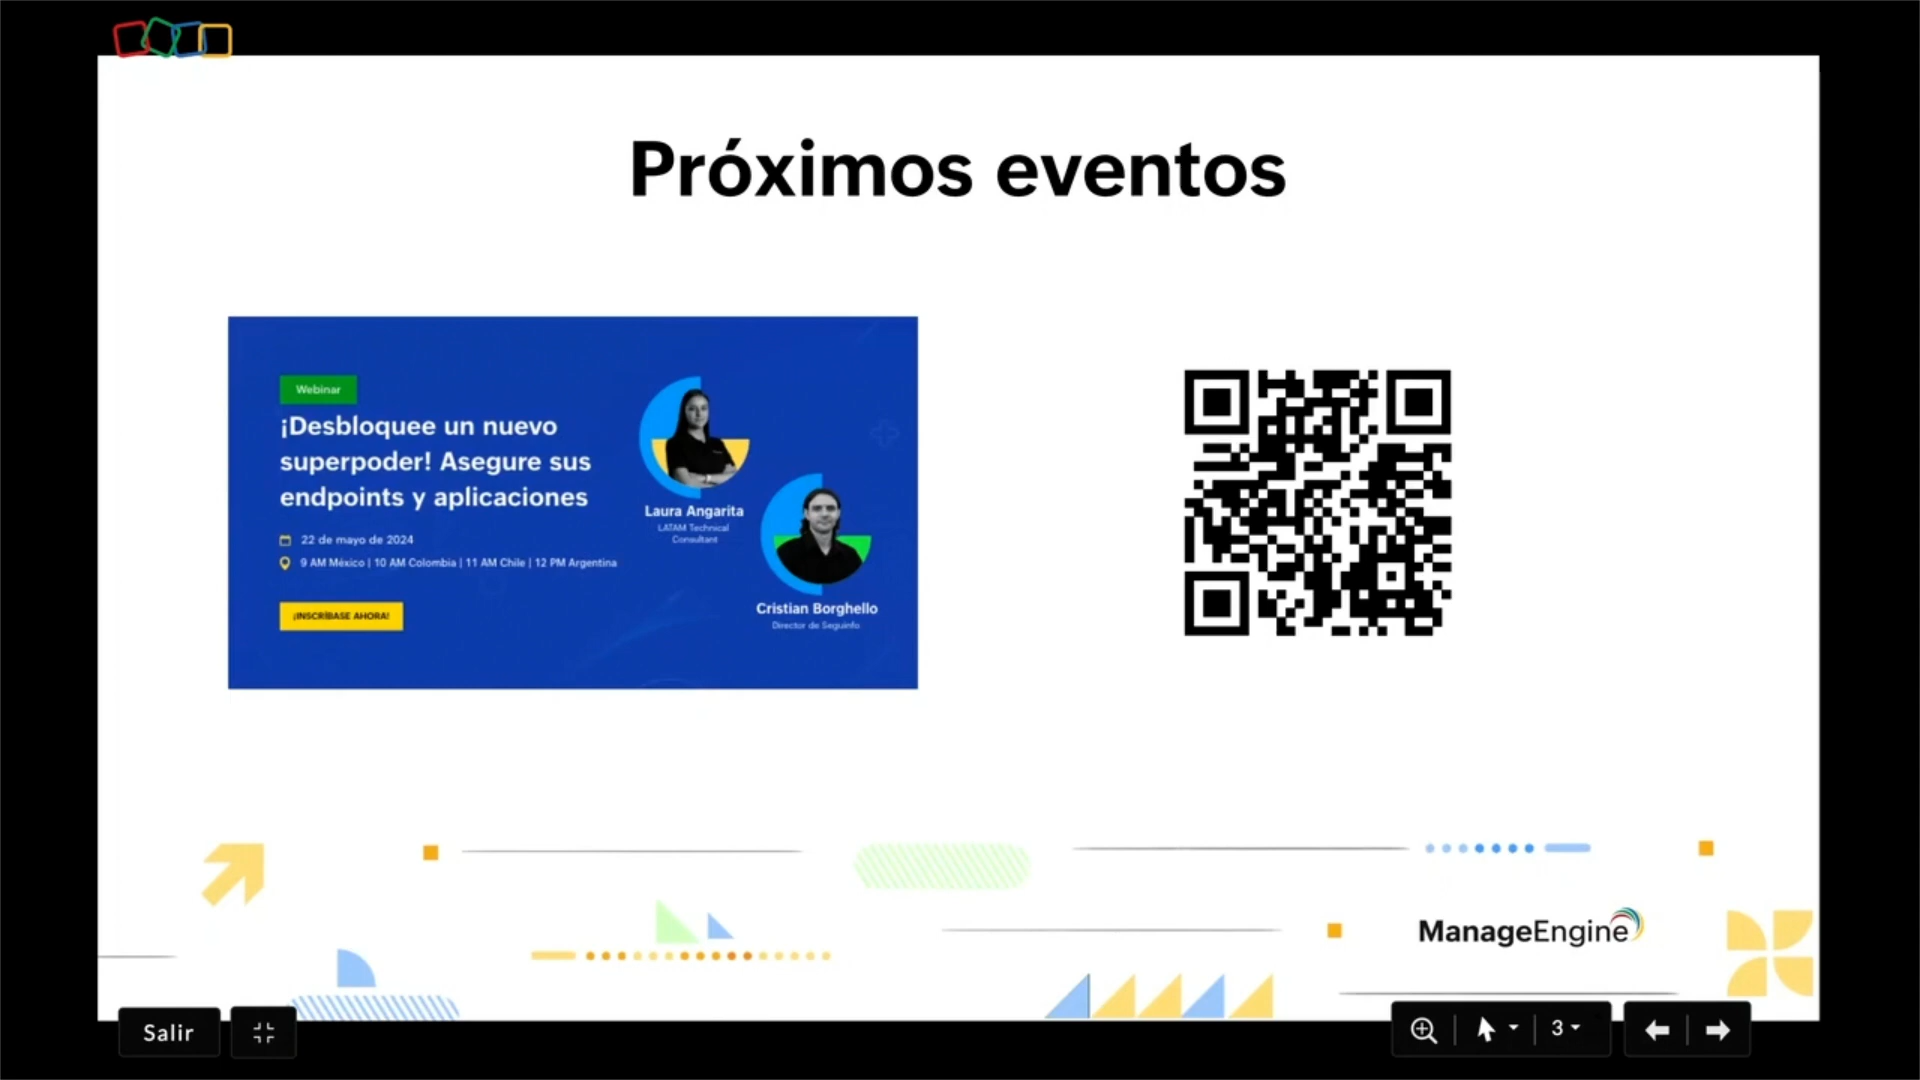 Próximos eventos
Webinar
¡Desbloquee un nuevo
superpoder! Asegure sus
endpoints y aplicaciones
22 de mayo de 2024
9 AM México | 10 AM Colombia | 11 AM Chile | 12 PM Argentina
¡INSCRÍBASE AHORA!
Laura Angarita
LATAM Technical
Consultant
Cristian Borghello
Director de Seguinfo
ManageEngine
Salir
3